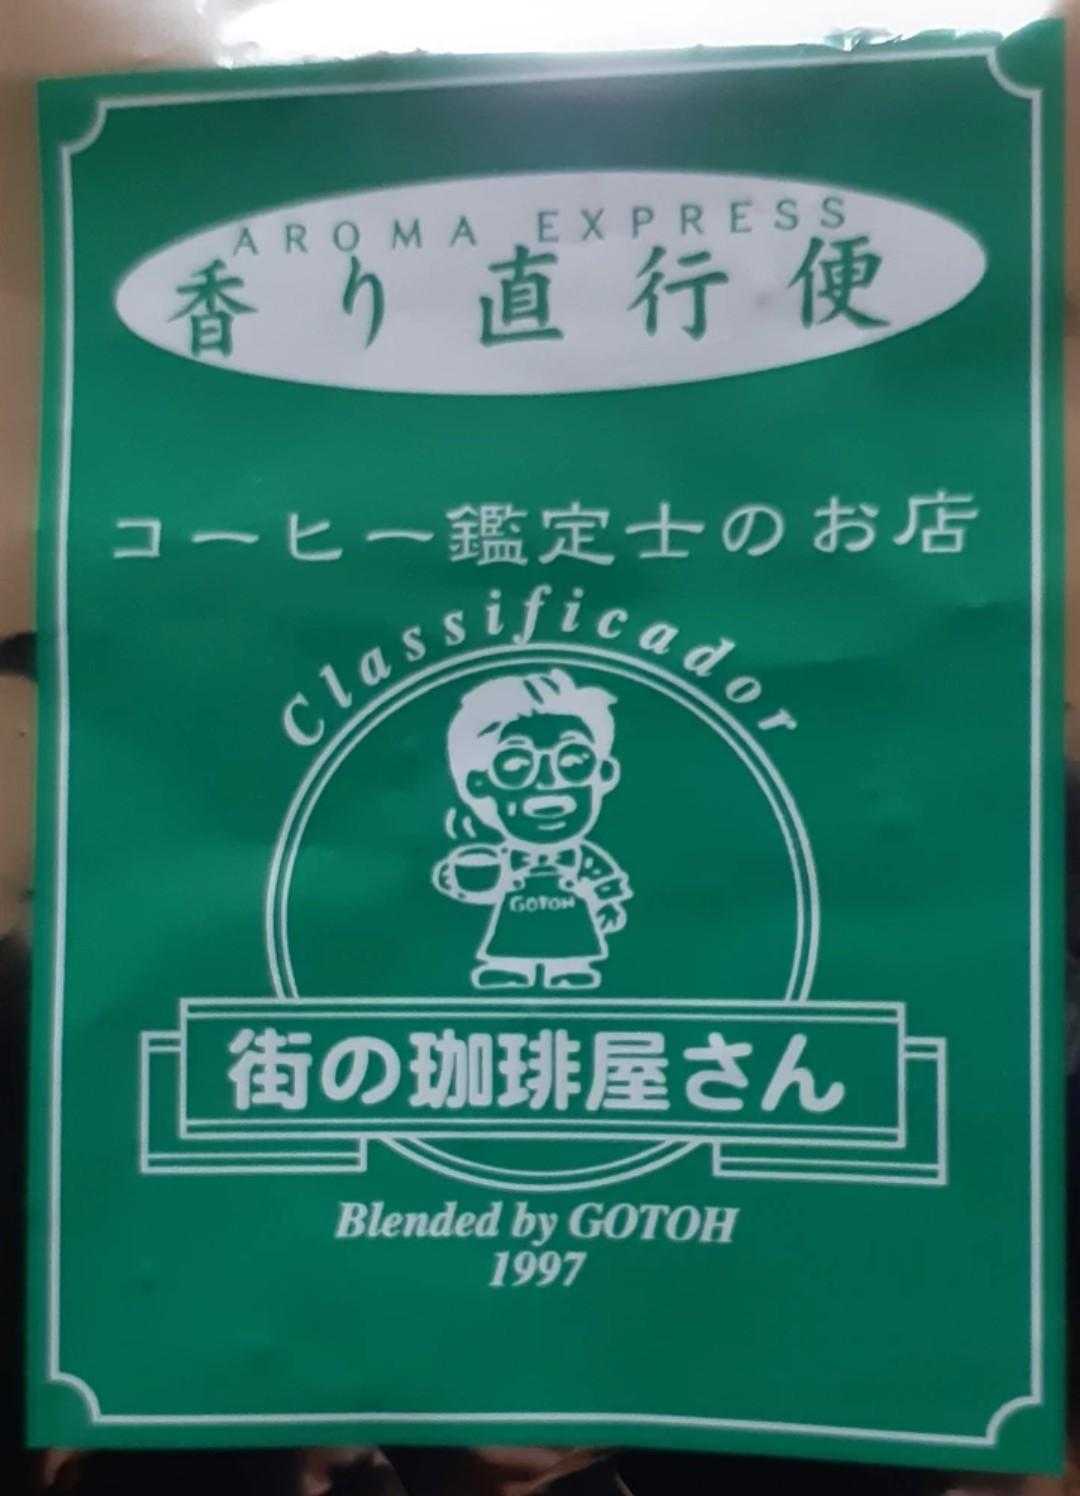 AROMA EXPRESS
香り直行便
コーヒー鑑定士のお店
Classificador
GOTOH
街の珈琲屋さん
Blended by GOTOH
1997